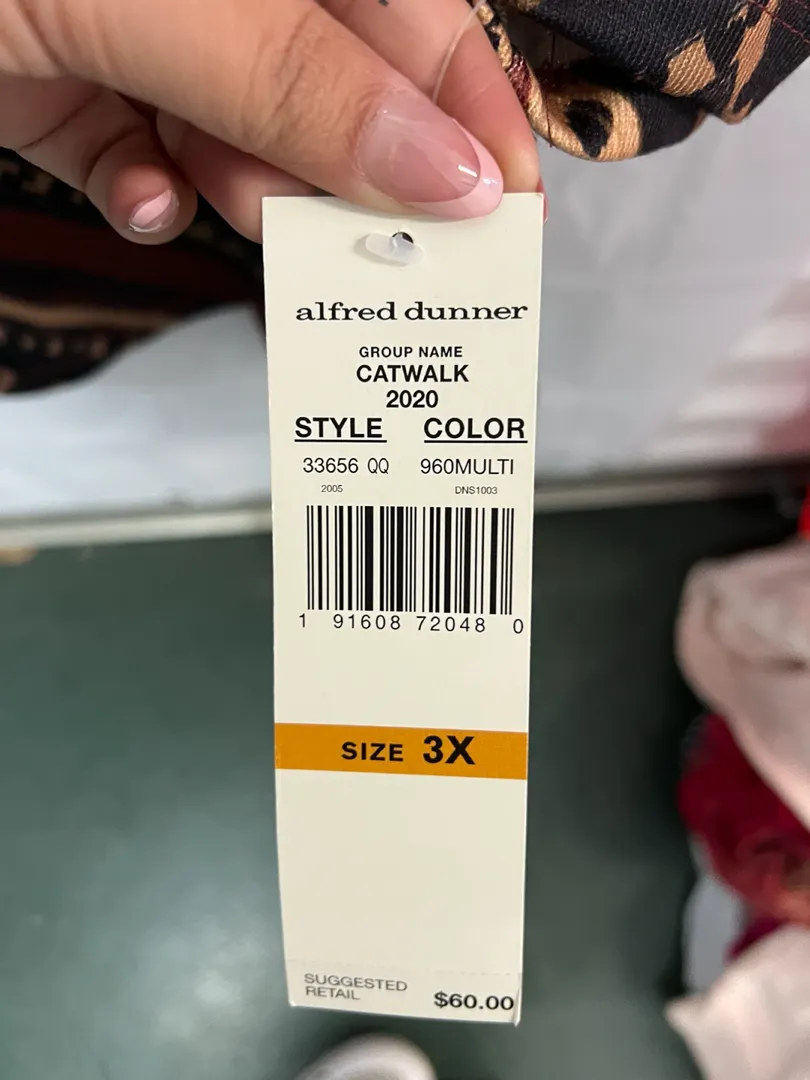 alfred dunner
GROUP NAME
CATWALK
2020
STYLE COLOR
33656 QQ 960MULTI
2005 DNS1003
1 91608 72048 0
SIZE 3X
SUGGESTED
RETAIL $60.00